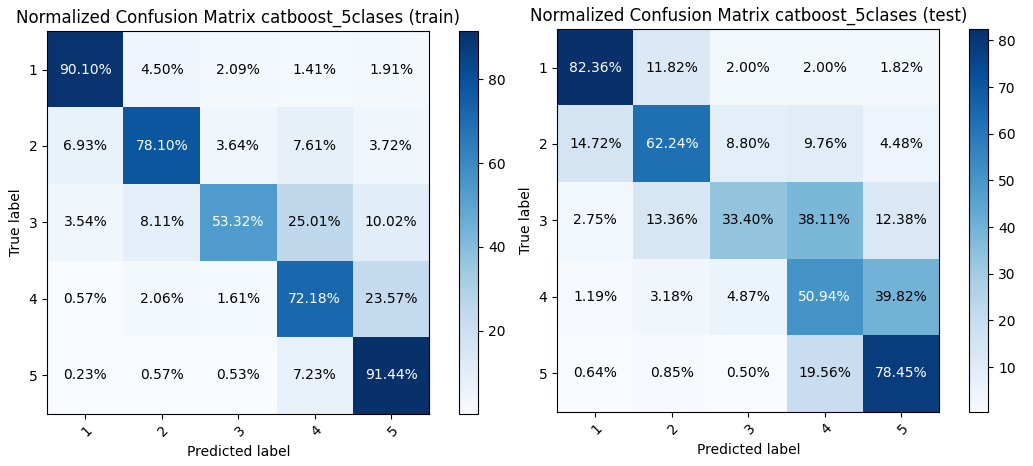 Normalized Confusion Matrix catboost_5clases (train)
1 90.10% 4.50% 2.09% 1.41% 1.91%
2 6.93% 78.10% 3.64% 7.61% 3.72%
3 3.54% 8.11% 53.32% 25.01% 10.02%
4 0.57% 2.06% 1.61% 72.18% 23.57%
5 0.23% 0.57% 0.53% 7.23% 91.44%
1 2 3 4 5
True label
Predicted label
80
60
40
20
Normalized Confusion Matrix catboost_5clases (test)
1 82.36% 11.82% 2.00% 2.00% 1.82%
2 14.72% 62.24% 8.80% 9.76% 4.48%
3 2.75% 13.36% 33.40% 38.11% 12.38%
4 1.19% 3.18% 4.87% 50.94% 39.82%
5 0.64% 0.85% 0.50% 19.56% 78.45%
1 2 3 4 5
True label
Predicted label
80
70
60
50
40
30
20
10